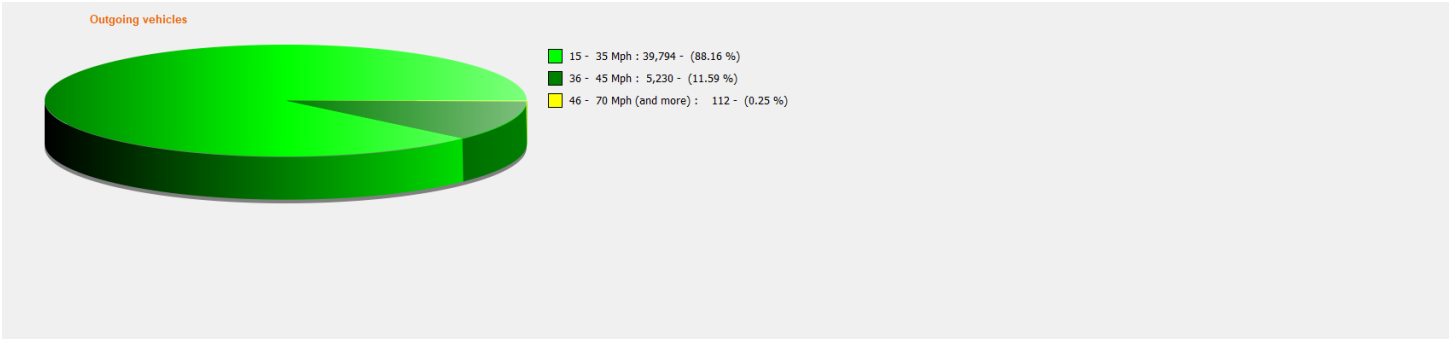 Outgoing vehicles
15 - 35 Mph : 39,794 - (88.16 %)
36 - 45 Mph : 5,230 - (11.59 %)
46 - 70 Mph (and more) : 112 - (0.25 %)